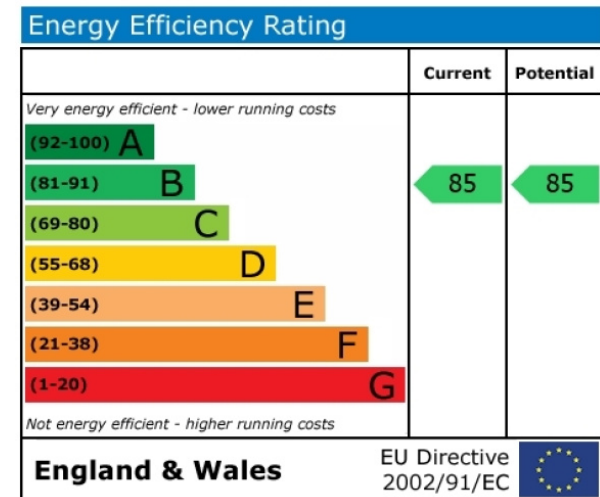 Energy Efficiency Rating
Current Potential
Very energy efficient - lower running costs
(92-100) A
(81-91) B 85 85
(69-80) C
(55-68) D
(39-54) E
(21-38) F
(1-20) G
Not energy efficient - higher running costs
England & Wales
EU Directive
2002/91/EC